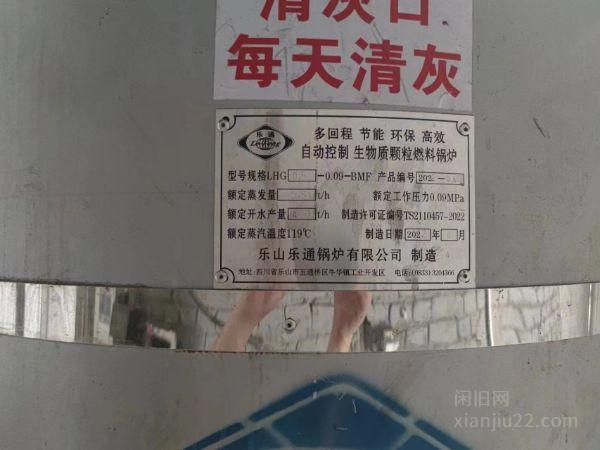 清灰口
每天清灰
乐通
多回程 节能 环保 高效
自动控制 生物质颗粒燃料锅炉
型号规格LHG -0.09-BMF 产品编号 202
额定蒸发量 t/h 额定工作压力0.09MPa
额定开水产量 t/h 制造许可证编号TS2110457-2022
额定蒸汽温度119℃ 制造日期 202 年 月
乐山乐通锅炉有限公司 制造
地址:四川省乐山市五通桥区牛华镇工业开发区 电话:(0833)3204366
闲旧网
xianjiu22.com